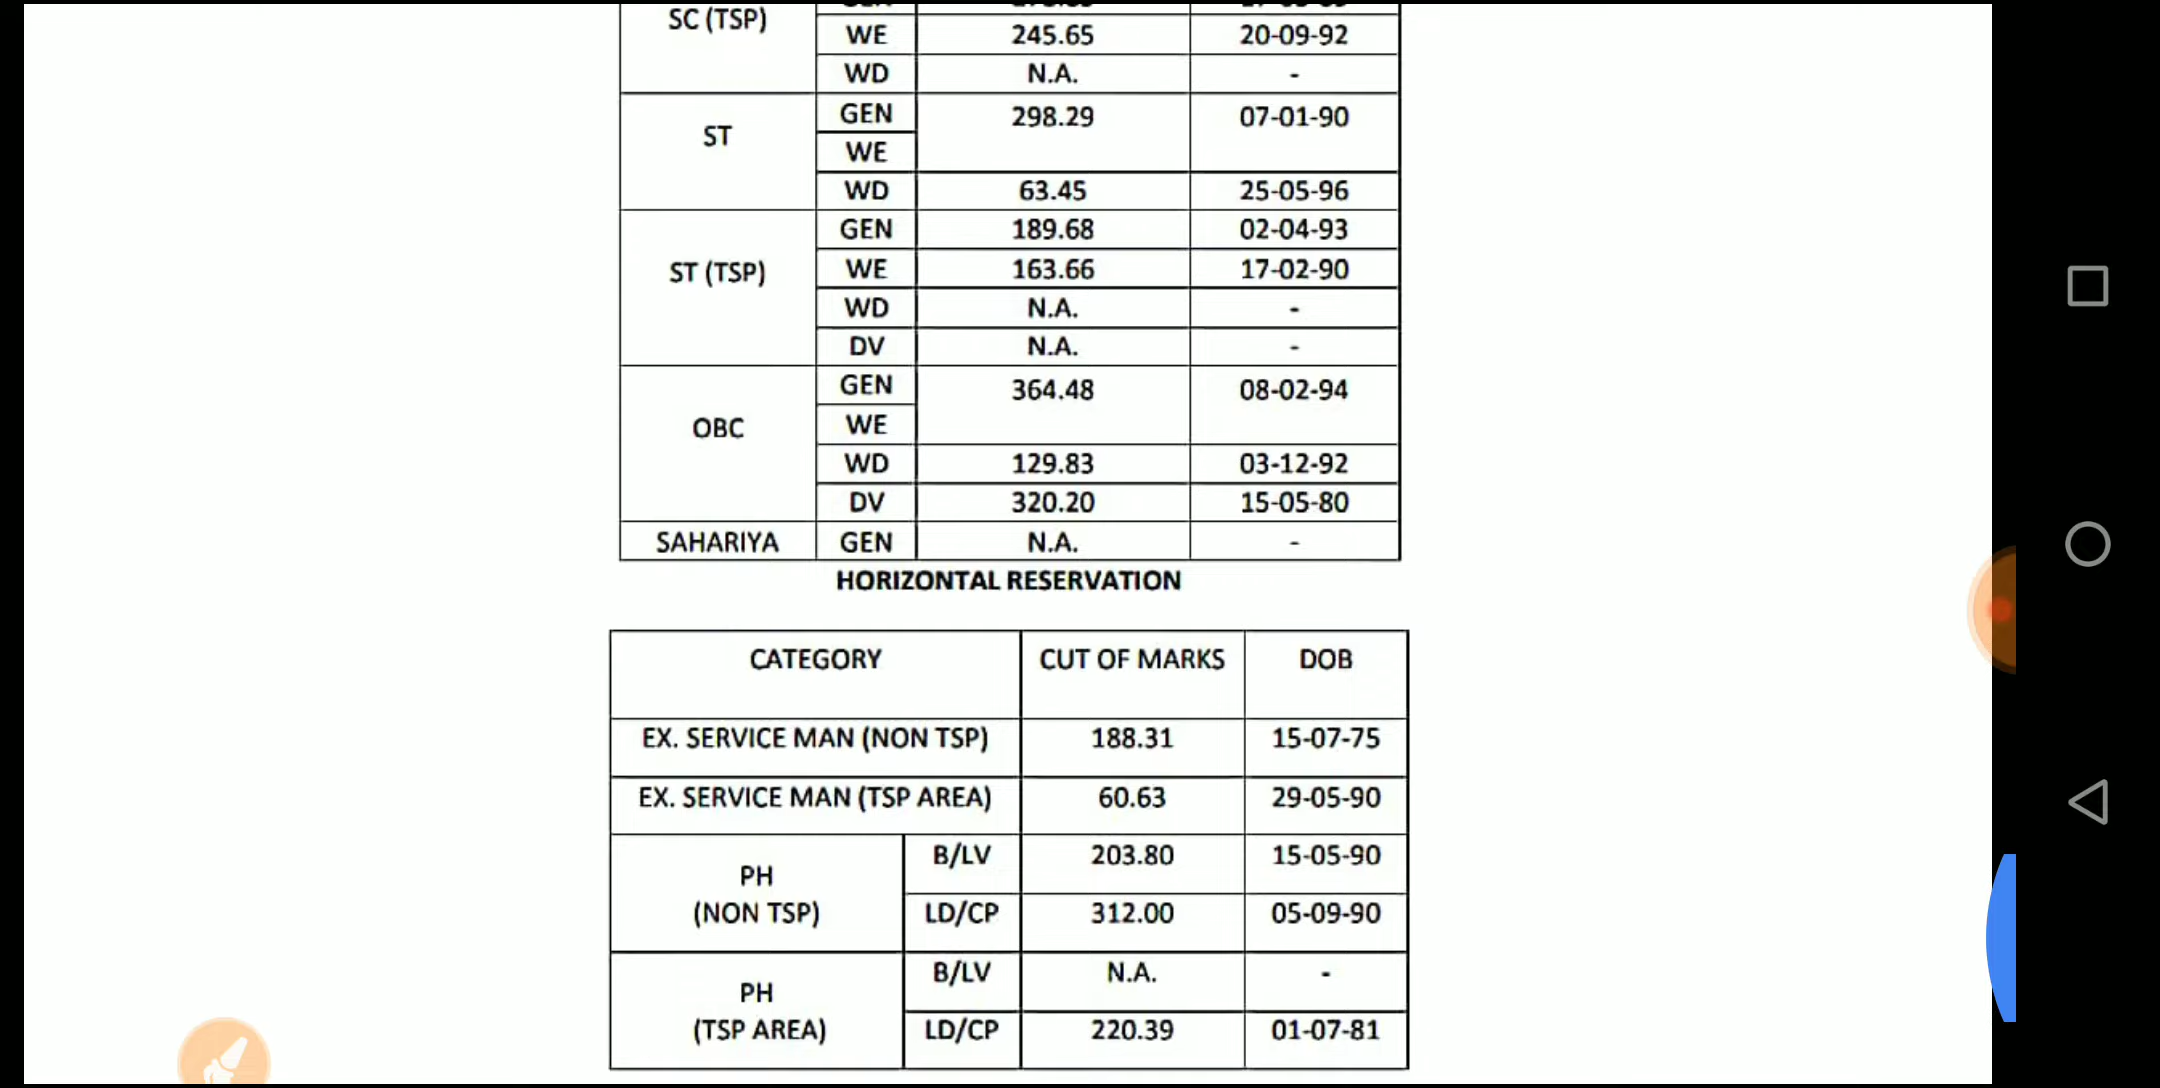 SC (TSP)
WE 245.65 20-09-92
WD N.A. -
ST
GEN 298.29 07-01-90
WE
WD 63.45 25-05-96
ST (TSP)
GEN 189.68 02-04-93
WE 163.66 17-02-90
WD N.A. -
DV N.A. -
OBC
GEN 364.48 08-02-94
WE
WD 129.83 03-12-92
DV 320.20 15-05-80
SAHARIYA GEN N.A. -
HORIZONTAL RESERVATION
CATEGORY CUT OF MARKS DOB
EX. SERVICE MAN (NON TSP) 188.31 15-07-75
EX. SERVICE MAN (TSP AREA) 60.63 29-05-90
PH
(NON TSP)
B/LV 203.80 15-05-90
LD/CP 312.00 05-09-90
PH
(TSP AREA)
B/LV N.A. -
LD/CP 220.39 01-07-81